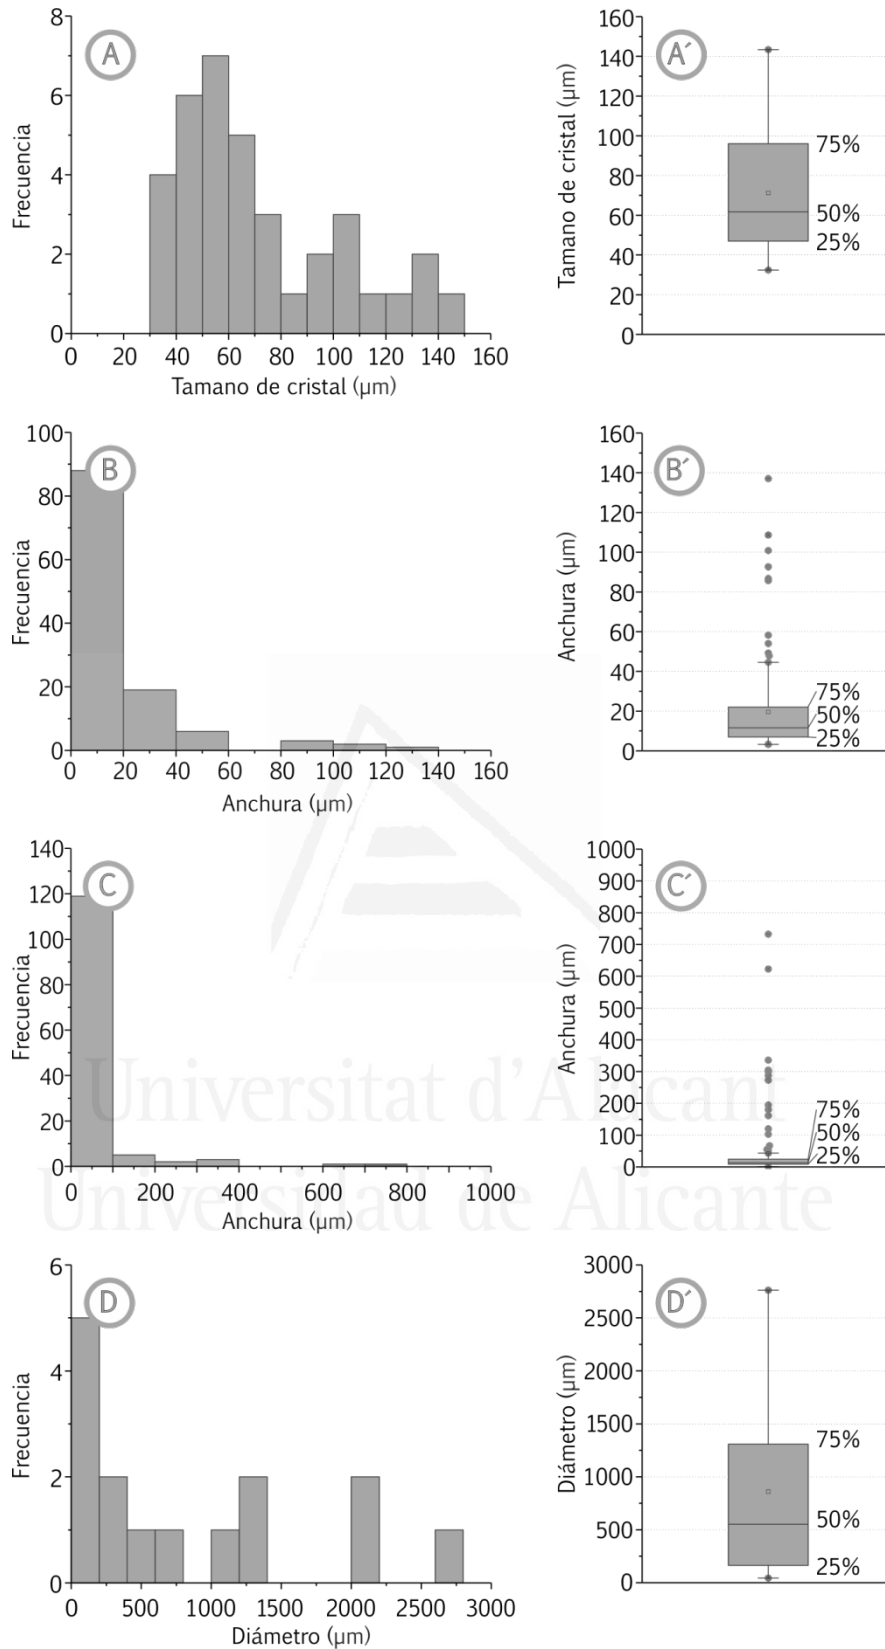 A
Frecuencia
8
6
4
2
0
0 20 40 60 80 100 120 140 160
Tamano de cristal (µm)
A´
Tamano de cristal (µm)
160
140
120
100
80
60
40
20
0
75%
50%
25%
B
Frecuencia
100
80
60
40
20
0
0 20 40 60 80 100 120 140 160
Anchura (µm)
B´
Anchura (µm)
160
140
120
100
80
60
40
20
0
75%
50%
25%
C
Frecuencia
140
120
100
80
60
40
20
0
0 200 400 600 800 1000
Anchura (µm)
C´
Anchura (µm)
1000
900
800
700
600
500
400
300
200
100
0
75%
50%
25%
Universitat d'Alacant
Universidad de Alicante
D
Frecuencia
6
4
2
0
0 500 1000 1500 2000 2500 3000
Diámetro (µm)
D´
Diámetro (µm)
3000
2500
2000
1500
1000
500
0
75%
50%
25%